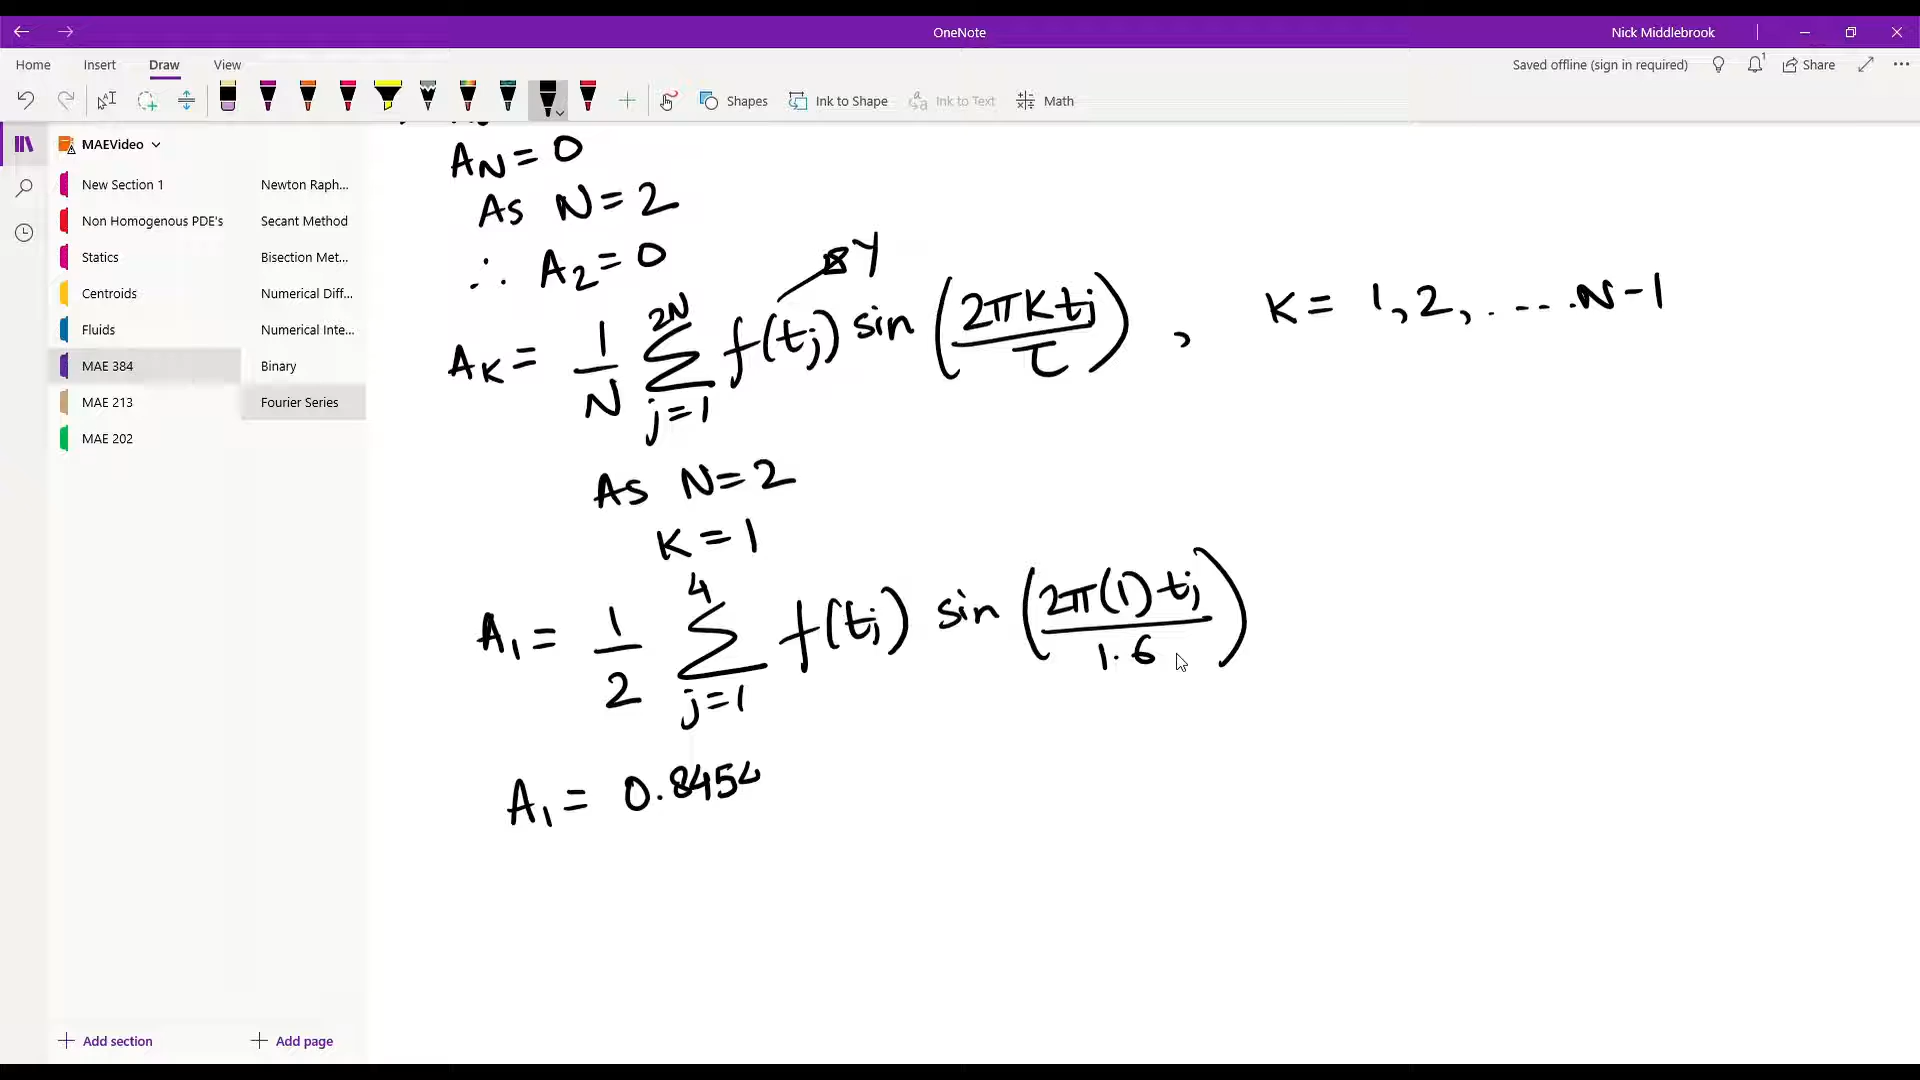 OneNote
Nick Middlebrook
Home Insert Draw View
Saved offline (sign in required) 1 Share
Shapes Ink to Shape Ink to Text Math
MAEVideo
New Section 1
Non Homogenous PDE's
Statics
Centroids
Fluids
MAE 384
MAE 213
MAE 202
Newton Raph...
Secant Method
Bisection Met...
Numerical Diff...
Numerical Inte...
Binary
Fourier Series
Add section
Add page
A_N = 0
As N = 2
∴ A_2 = 0
Y
A_K = 1/N ∑_{j=1}^{2N} f(t_j) sin (2πK t_j / τ) , K = 1,2, ....N-1
As N = 2
K = 1
A_1 = 1/2 ∑_{j=1}^{4} f(t_j) sin (2π(1) t_j / 1.6)
A_1 = 0.8454